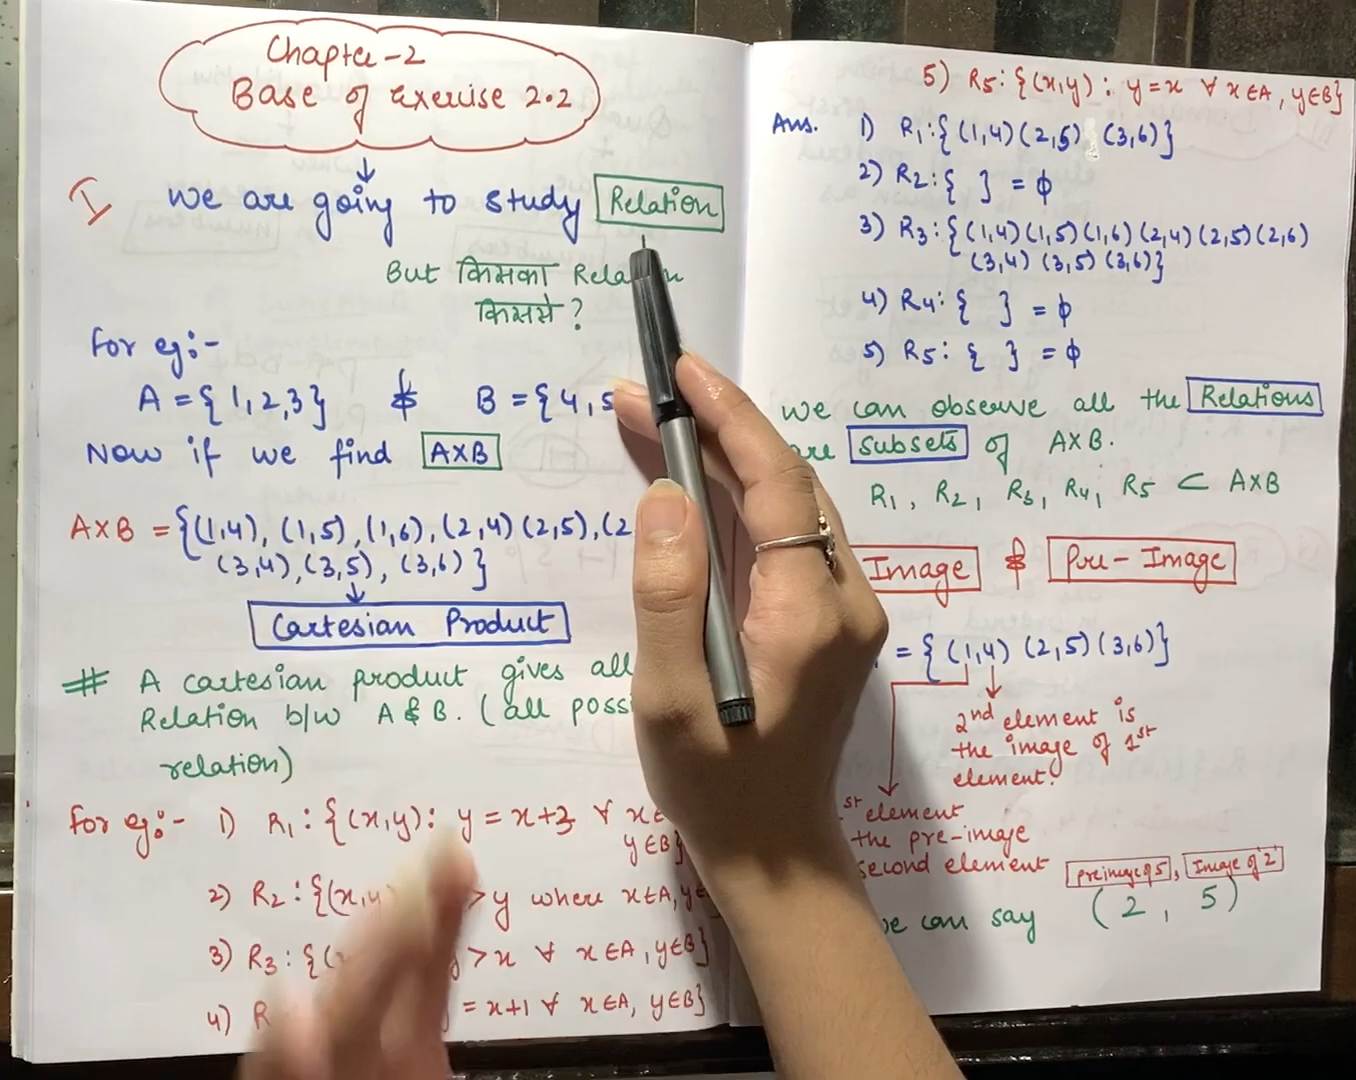 Chapter-2
Base of Exercise 2.2
I we are going to study Relation
But किसका
किससे ?
For eg:-
A = {1,2,3} & B = {4,5
Now if we find AXB
AXB = {(1,4), (1,5), (1,6), (2,4) (2,5), (2
(3,4), (3,5), (3,6)}
Cartesian Product
# A cartesian product gives all
Relation b/w A & B. (all
relation)
For eg:- 1) R1 : {(x,y): y = x+3 ∀
y∈B}
2) R2 : {(x,y > y where x∈A,
3) R3 : {( > x ∀ x∈A, y∈B}
4) R = x+1 ∀ x∈A, y∈B}
5) R5: {(x,y) : y=x ∀ x∈A, y∈B}
Ans. 1) R1:{ (1,4) (2,5) (3,6)}
2) R2:{ } = ϕ
3) R3:{(1,4) (1,5) (1,6) (2,4) (2,5) (2,6)
(3,4) (3,5) (3,6)}
4) R4: { } = ϕ
5) R5: { } = ϕ
we can observe all the Relations
are Subsets of AXB.
R1, R2, R3, R4, R5 ⊂ AXB
Image & Pre-Image
= { (1,4) (2,5) (3,6)}
2nd element is
the image of 1st
element.
st element
the pre-image
second element
preimage of 5, Image of '2'
can say (2, 5)